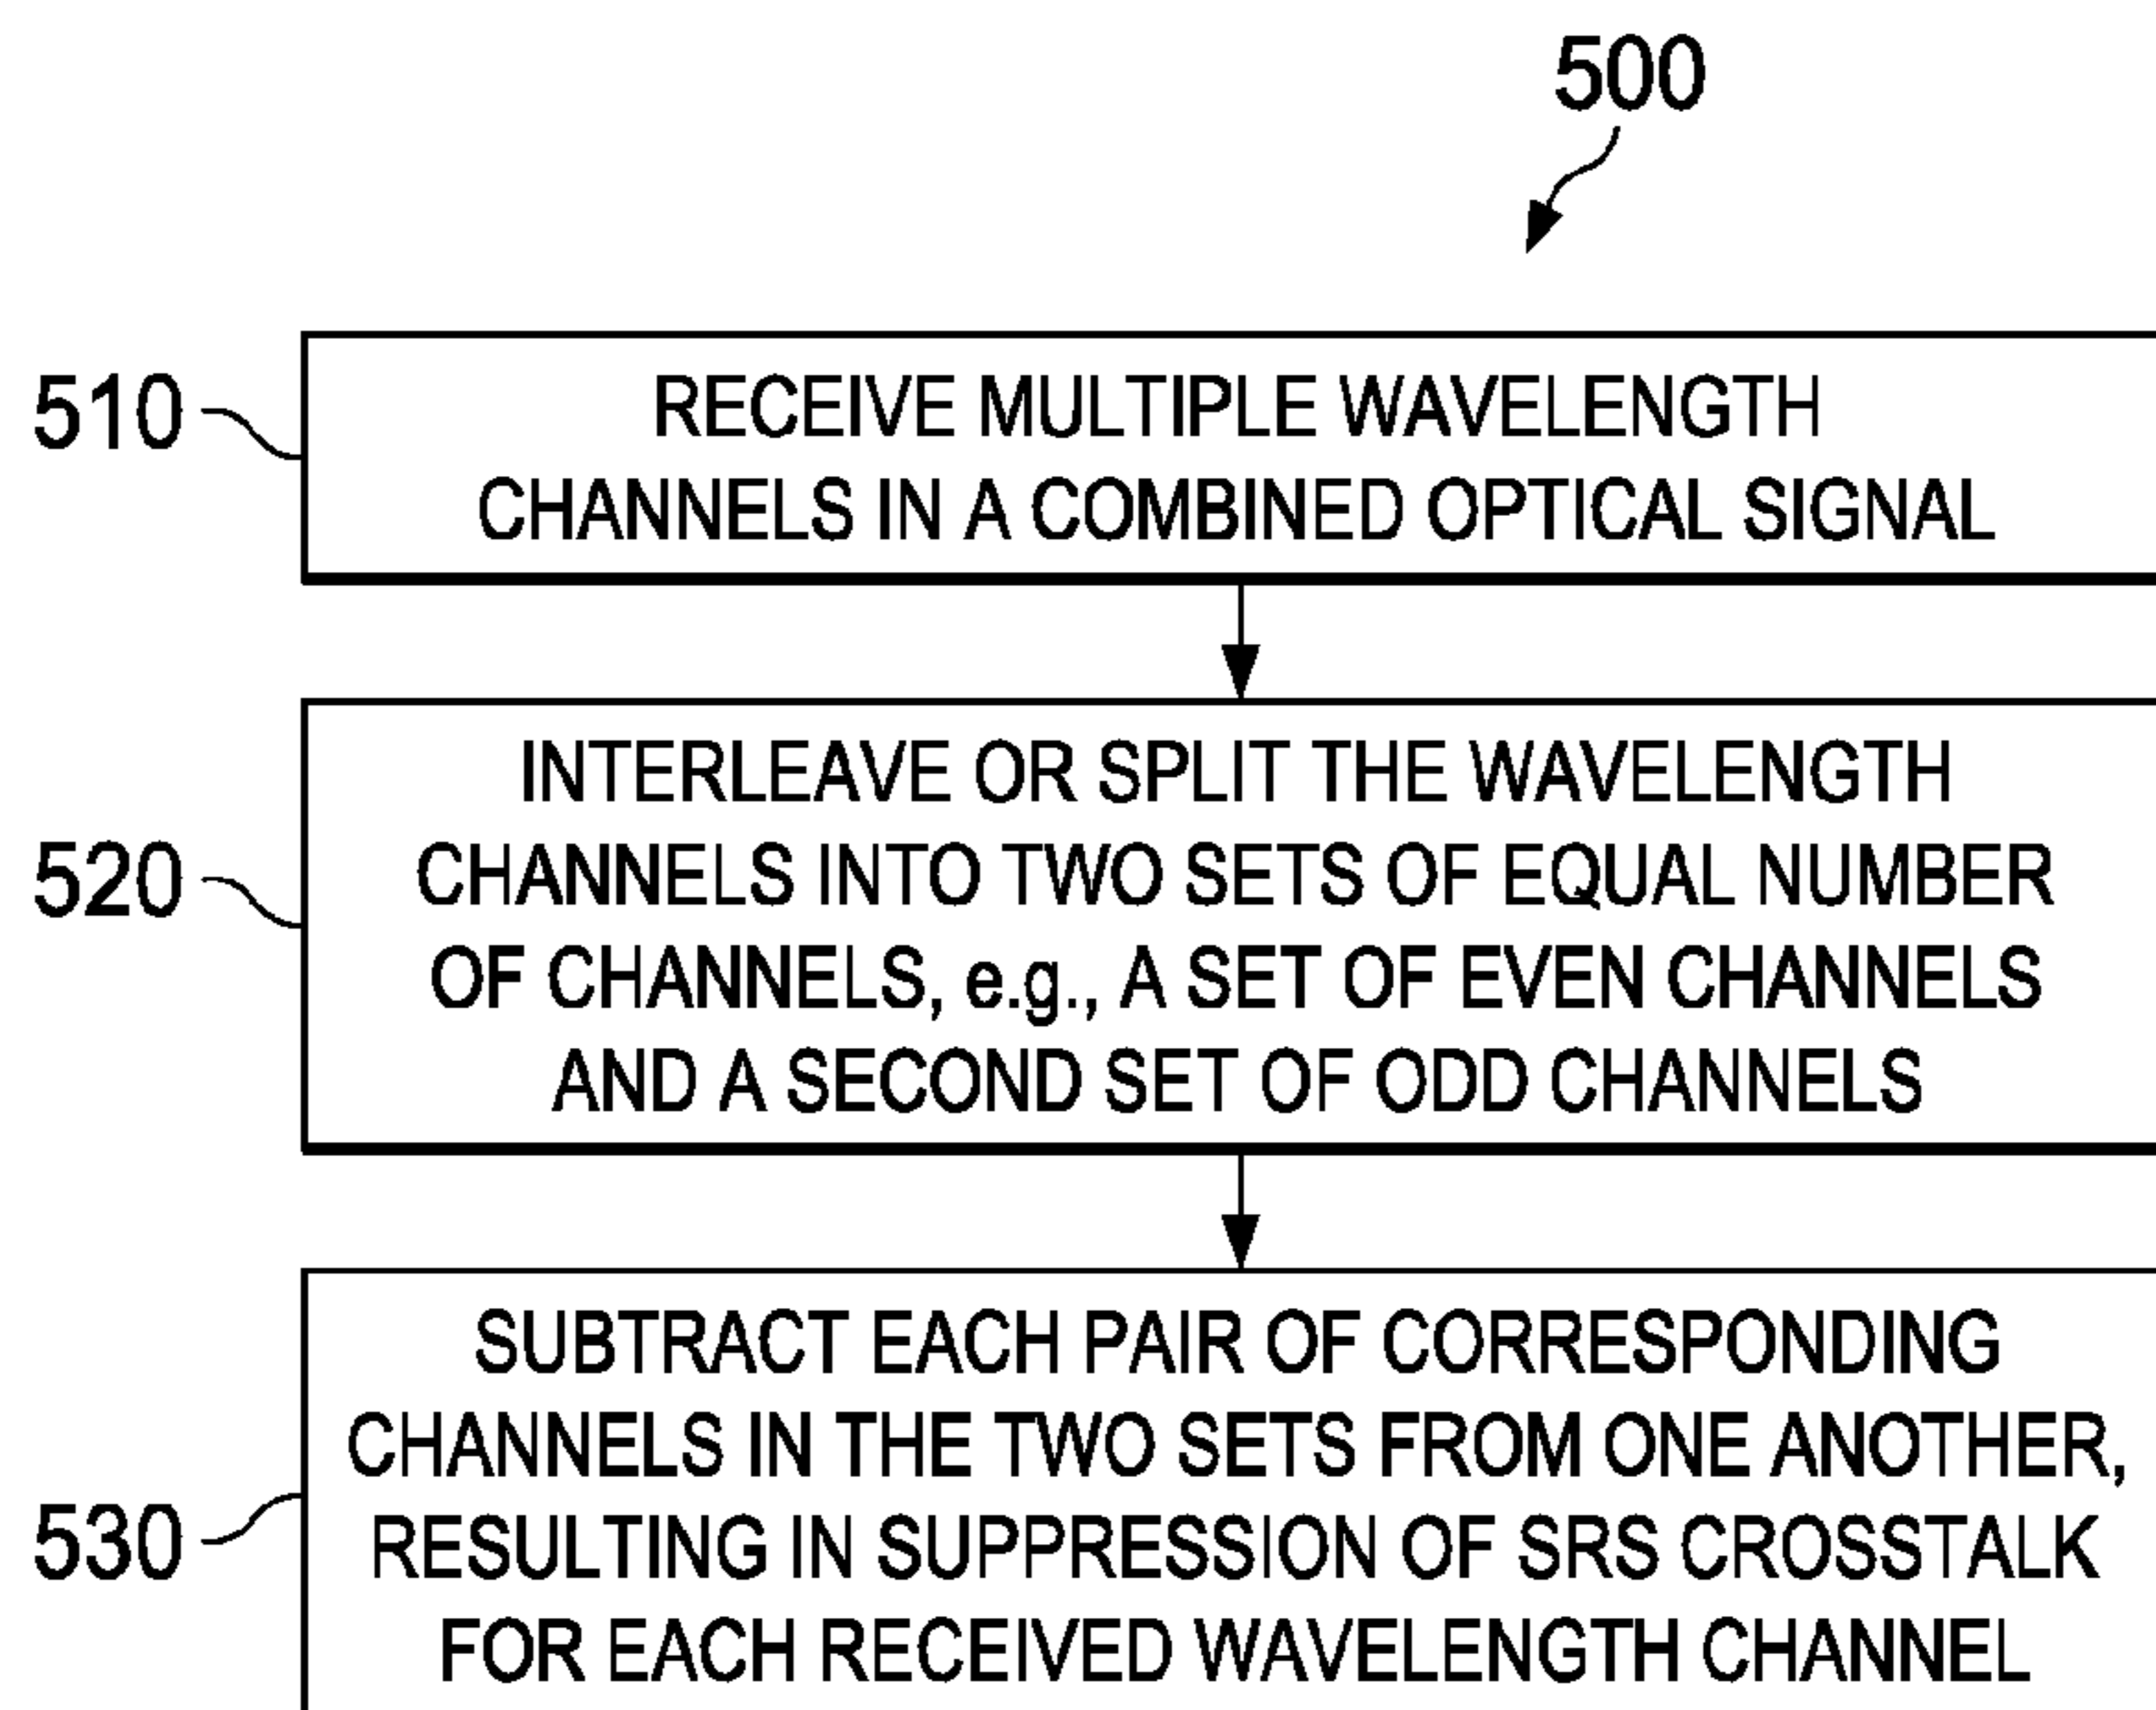 500
510
RECEIVE MULTIPLE WAVELENGTH
CHANNELS IN A COMBINED OPTICAL SIGNAL
520
INTERLEAVE OR SPLIT THE WAVELENGTH
CHANNELS INTO TWO SETS OF EQUAL NUMBER
OF CHANNELS, e.g., A SET OF EVEN CHANNELS
AND A SECOND SET OF ODD CHANNELS
530
SUBTRACT EACH PAIR OF CORRESPONDING
CHANNELS IN THE TWO SETS FROM ONE ANOTHER,
RESULTING IN SUPPRESSION OF SRS CROSSTALK
FOR EACH RECEIVED WAVELENGTH CHANNEL